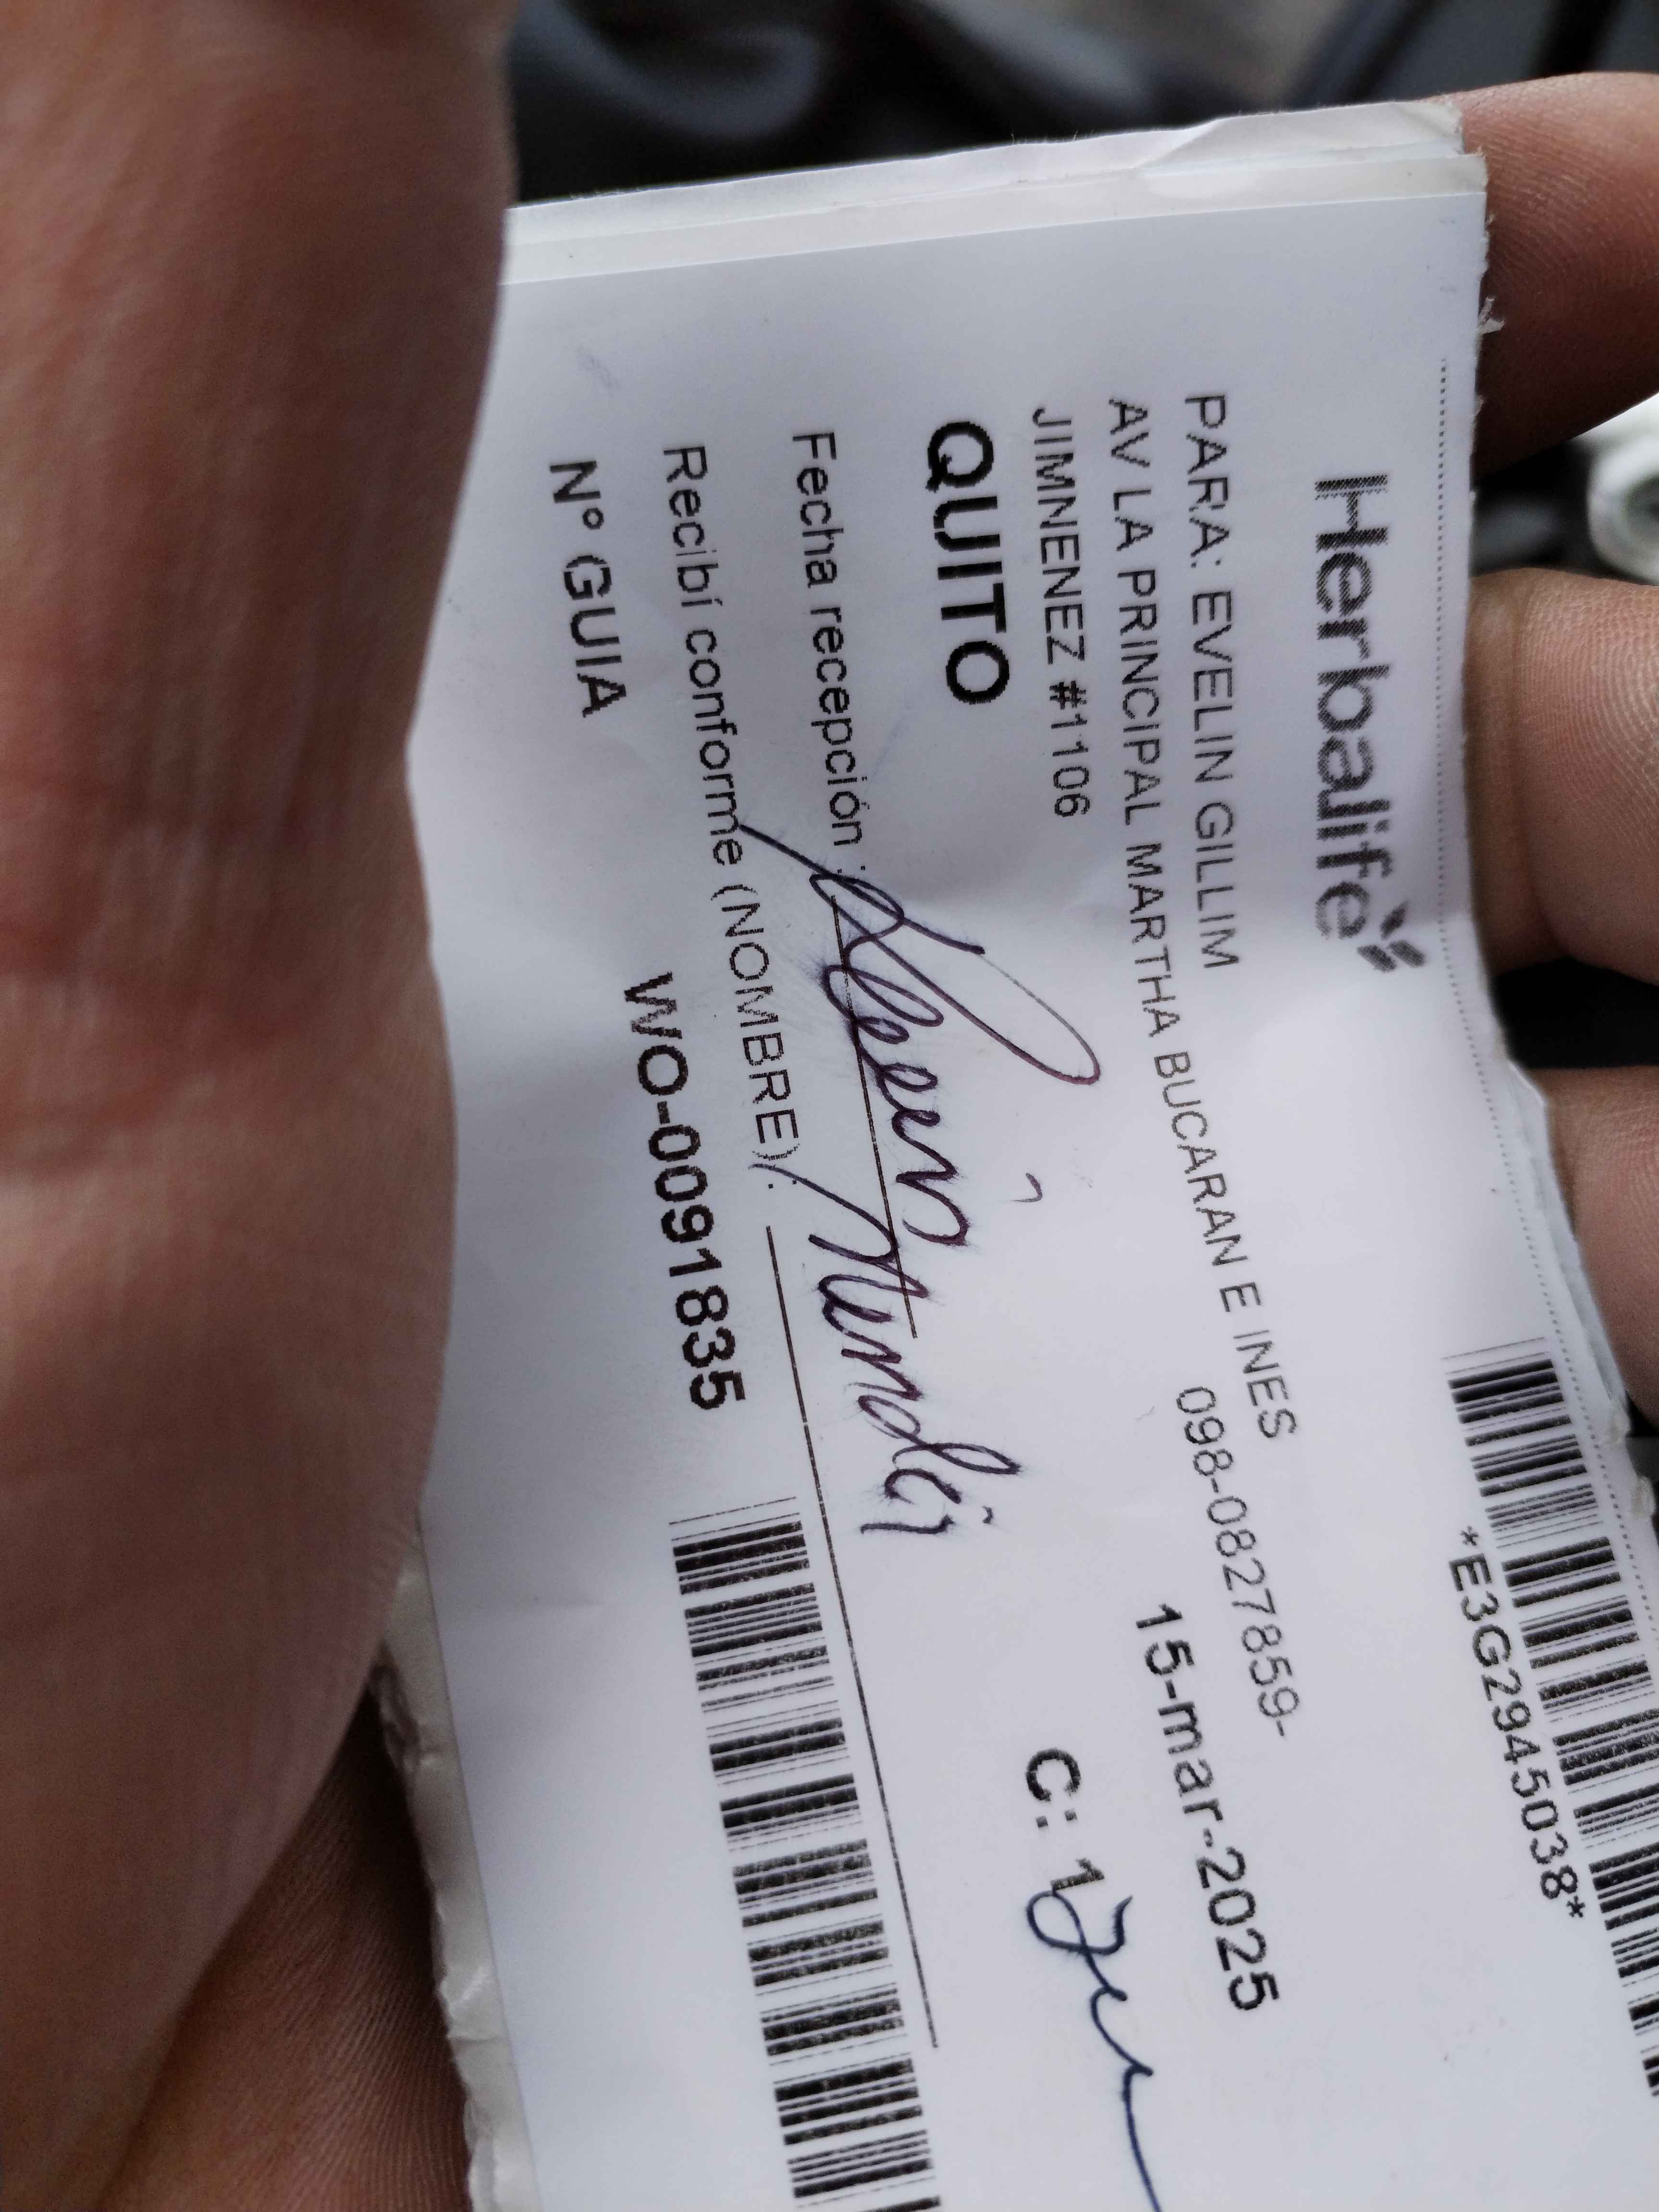 Herbalife
*E3G2945038*
PARA: EVELIN GILLIM
AV LA PRINCIPAL MARTHA BUCARAN E INES
JIMNENEZ #1106
098-0827859-
QUITO
15-mar-2025
C: 1
Fecha recepción :
Recibí conforme (NOMBRE):
N° GUIA WO-0091835